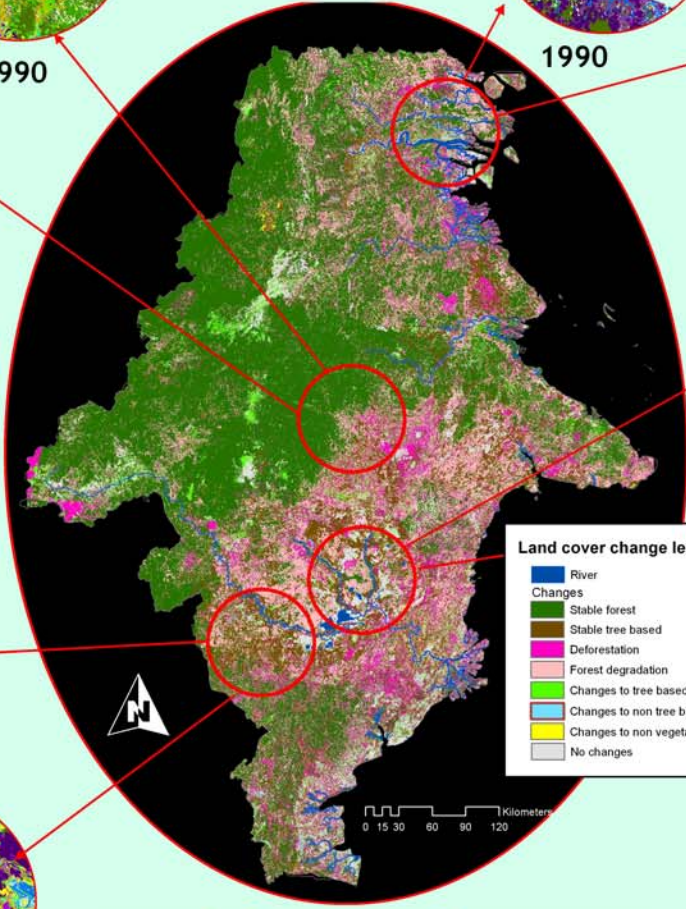 990
1990
N
Land cover change le
River
Changes
Stable forest
Stable tree based
Deforestation
Forest degradation
Changes to tree based
Changes to non tree b
Changes to non veget
No changes
Kilometers
0 15 30 60 90 120